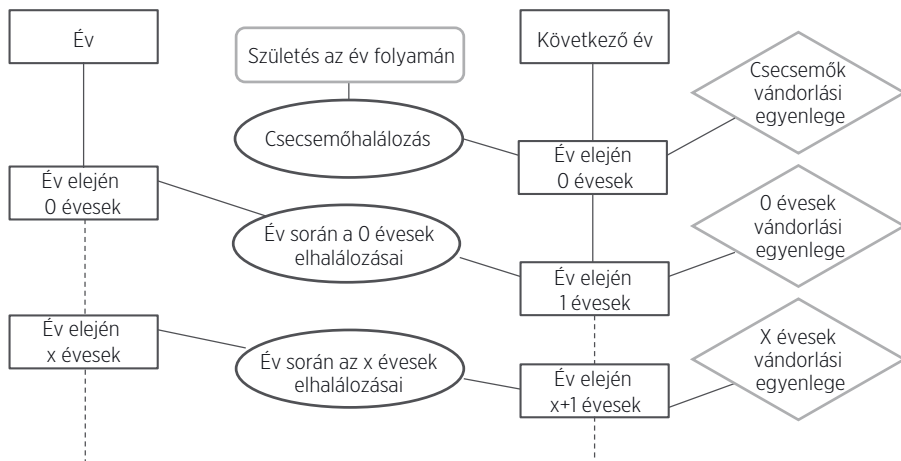 Év
Születés az év folyamán
Következő év
Csecsemők
vándorlási
egyenlege
Csecsemőhalálozás
Év elején
0 évesek
Év elején
0 évesek
Év során a 0 évesek
elhalálozásai
0 évesek
vándorlási
egyenlege
Év elején
1 évesek
Év elején
x évesek
Év során az x évesek
elhalálozásai
X évesek
vándorlási
egyenlege
Év elején
x+1 évesek